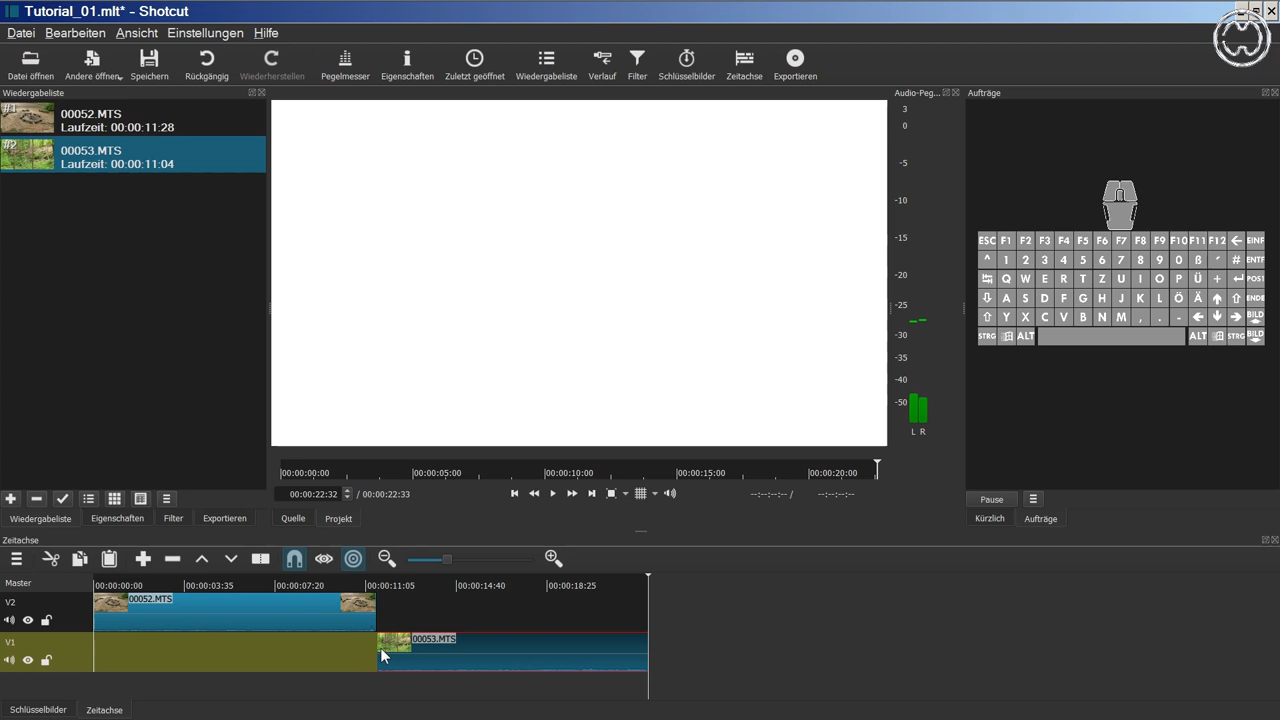 Tutorial_01.mlt* - Shotcut
Datei Bearbeiten Ansicht Einstellungen Hilfe
Datei öffnen Andere öffnen Speichern Rückgängig Wiederherstellen Pegelmesser Eigenschaften Zuletzt geöffnet Wiedergabeliste Verlauf Filter Schlüsselbilder Zeitachse Exportieren
Wiedergabeliste
#1
00052.MTS
Laufzeit: 00:00:11:28
#2
00053.MTS
Laufzeit: 00:00:11:04
Audio-Peg...
3
0
-5
-10
-15
-20
-25
-30
-35
-40
-50
L R
Aufträge
ESC F1 F2 F3 F4 F5 F6 F7 F8 F9 F10 F11 F12 EINF
^ 1 2 3 4 5 6 7 8 9 0 ß ´ # ENTF
Q W E R T Z U I O P Ü + POS1
A S D F G H J K L Ö Ä ENDE
Y X C V B N M , . - BILD
STRG ALT ALT STRG BILD
00:00:00:00 00:00:05:00 00:00:10:00 00:00:15:00 00:00:20:00
00:00:22:32 / 00:00:22:33
--:--:--:-- / --:--:--:--
Pause
Wiedergabeliste Eigenschaften Filter Exportieren
Quelle Projekt
Kürzlich Aufträge
Zeitachse
Master
00:00:00:00 00:00:03:35 00:00:07:20 00:00:11:05 00:00:14:40 00:00:18:25
V2
00052.MTS
V1
00053.MTS
Schlüsselbilder Zeitachse